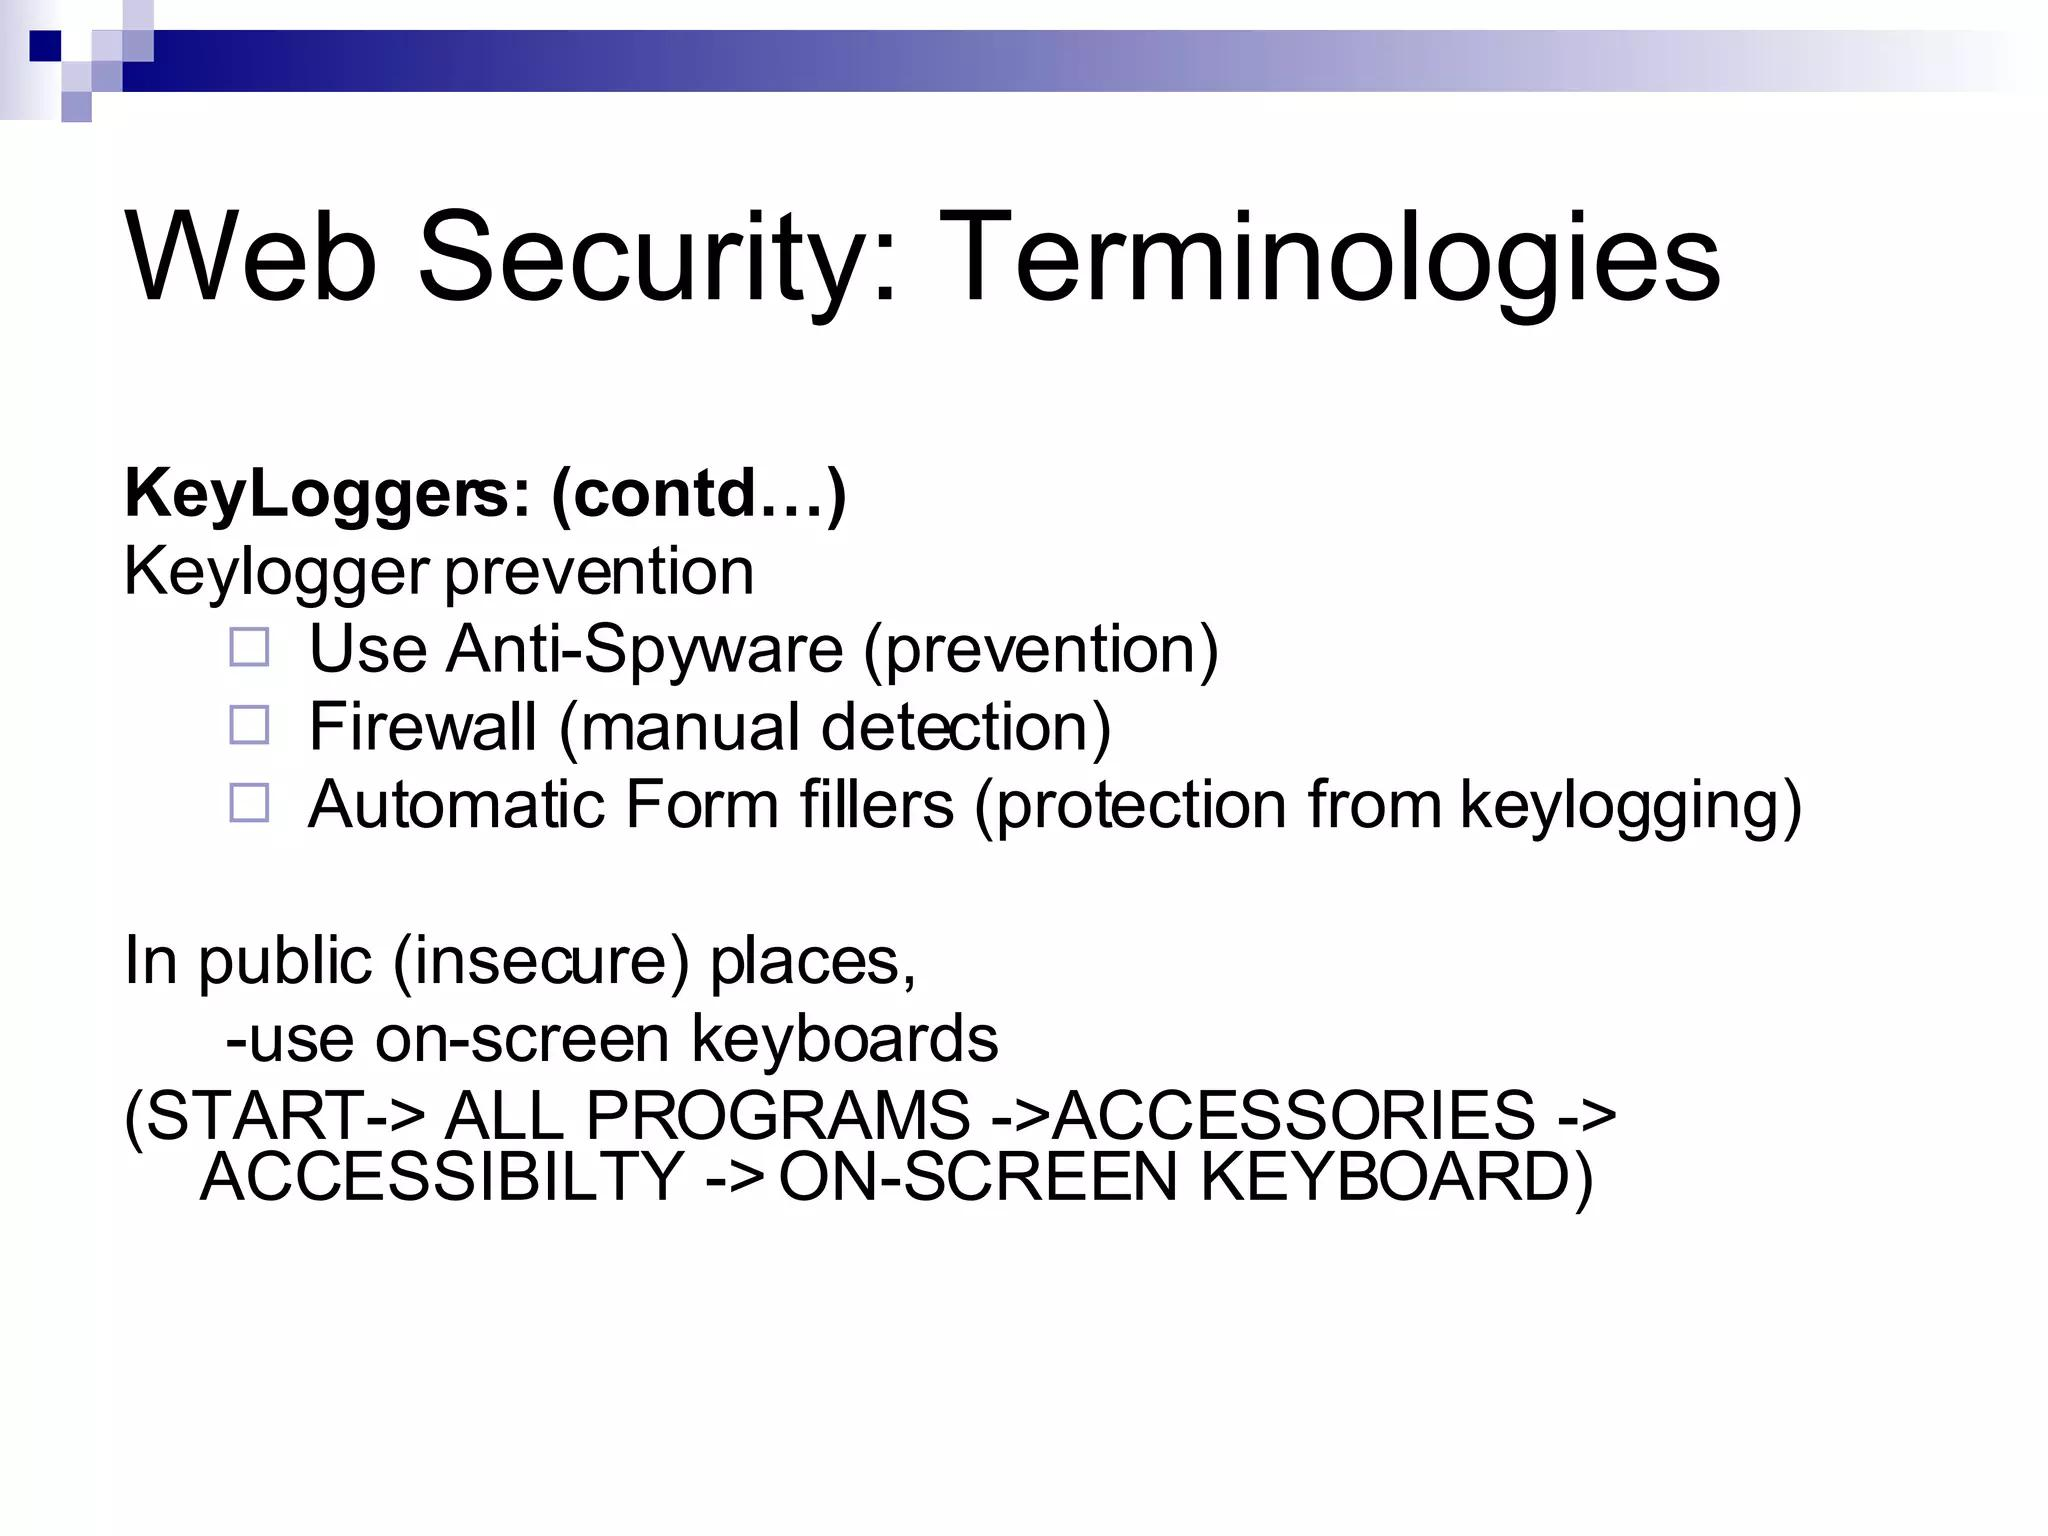 Web Security: Terminologies
KeyLoggers: (contd…)
Keylogger prevention
Use Anti-Spyware (prevention)
Firewall (manual detection)
Automatic Form fillers (protection from keylogging)
In public (insecure) places,
-use on-screen keyboards
(START-> ALL PROGRAMS ->ACCESSORIES ->
ACCESSIBILTY -> ON-SCREEN KEYBOARD)